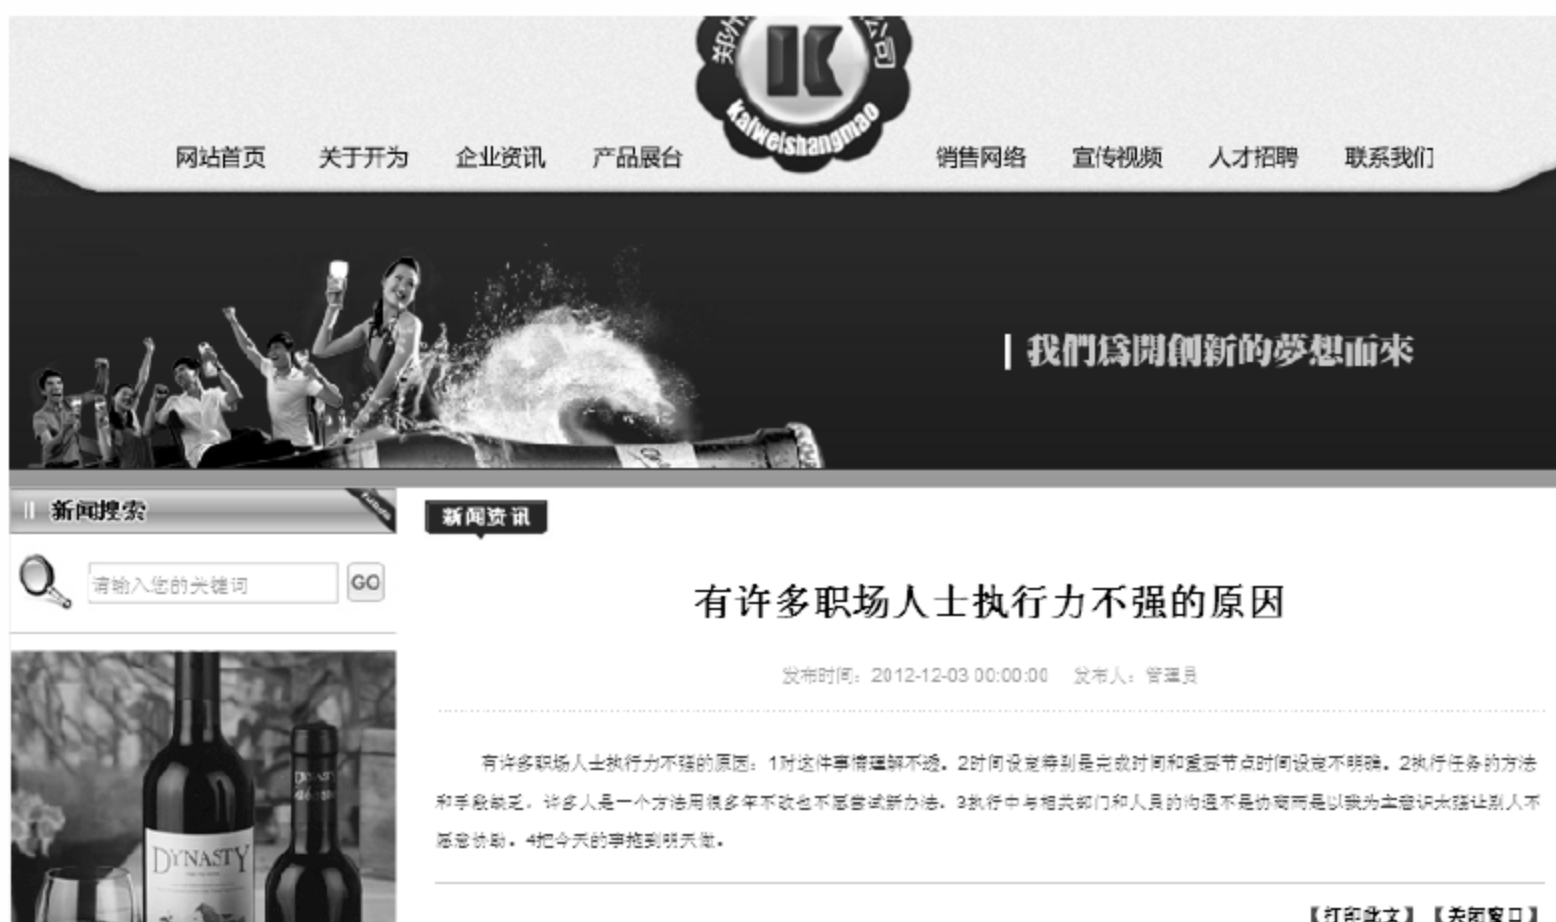 郑州
公司
Kaiweishangmao
网站首页 关于开为 企业资讯 产品展台 销售网络 宣传视频 人才招聘 联系我们
我們爲開創新的夢想而來
新闻搜索
新闻资讯
请输入您的关键词 GO
有许多职场人士执行力不强的原因
发布时间：2012-12-03 00:00:00 发布人：管理员
有许多职场人士执行力不强的原因：1对这件事情理解不透。2时间设定特别是完成时间和重要节点时间设定不明确。2执行任务的方法
和手段缺乏，许多人是一个方法用很多年不改也不愿尝试新办法。3执行中与相关部门和人员的沟通不是协商而是以我为主意识太强让别人不
愿意协助。4把今天的事拖到明天做。
DYNASTY
DYNASTY
【打印此文】【关闭窗口】